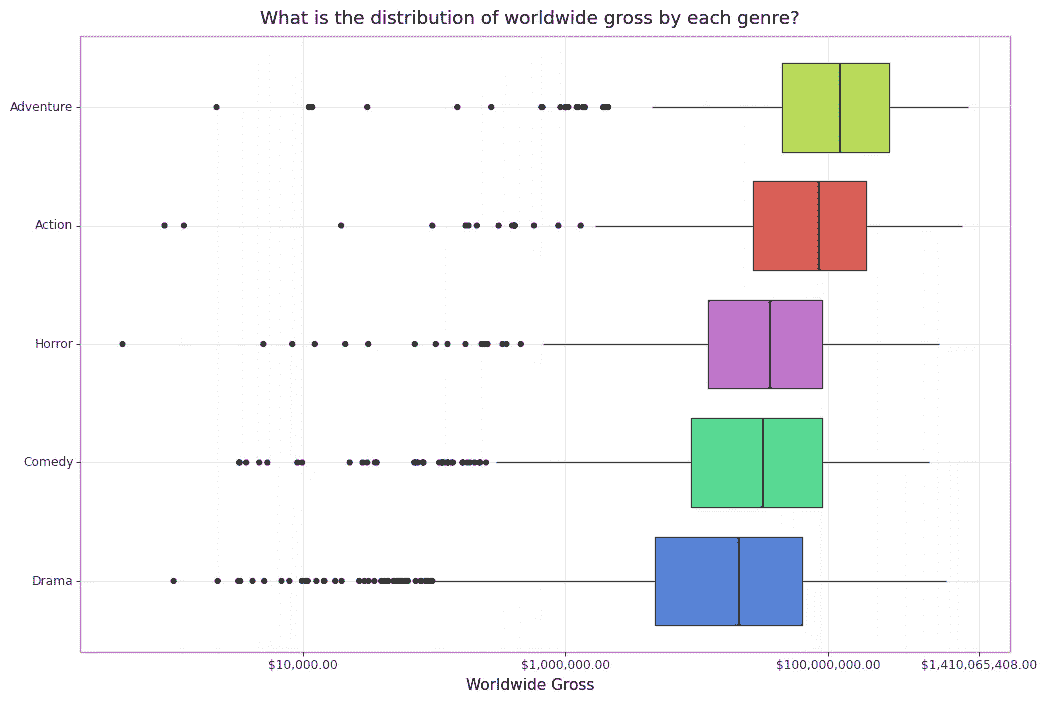 What is the distribution of worldwide gross by each genre?
Adventure
Action
Horror
Comedy
Drama
$10,000.00
$1,000,000.00
$100,000,000.00
$1,410,065,408.00
Worldwide Gross